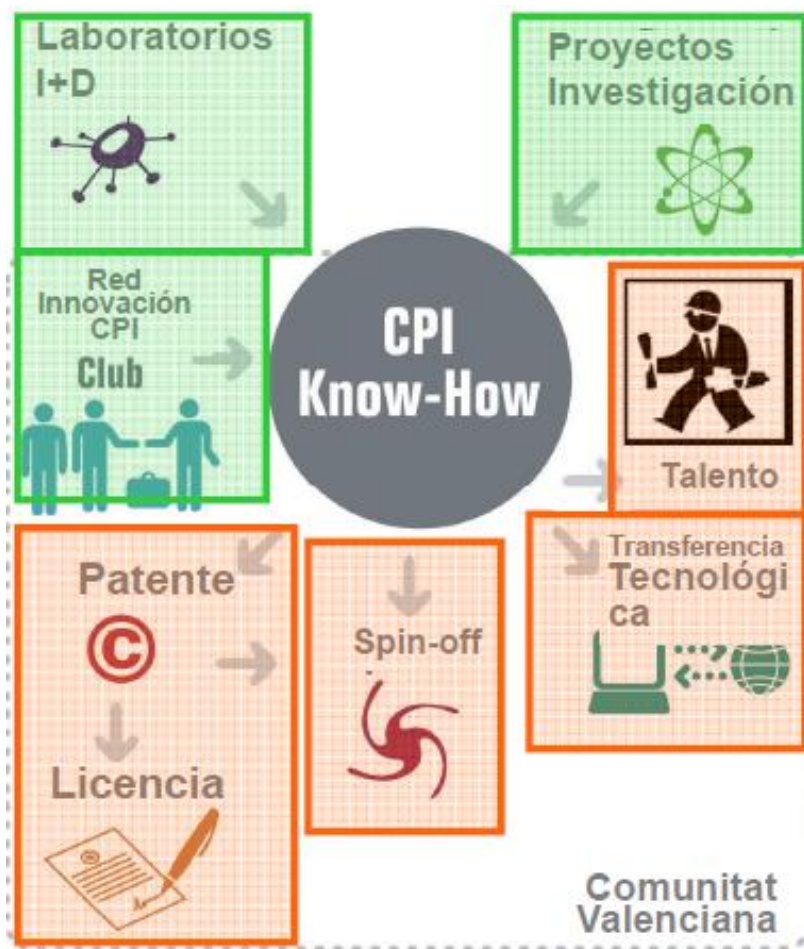 Laboratorios
I+D
Proyectos
Investigación
Red
Innovación
CPI
Club
CPI
Know-How
Talento
Patente
©
Licencia
Spin-off
Transferencia
Tecnológi
ca
Comunitat
Valenciana